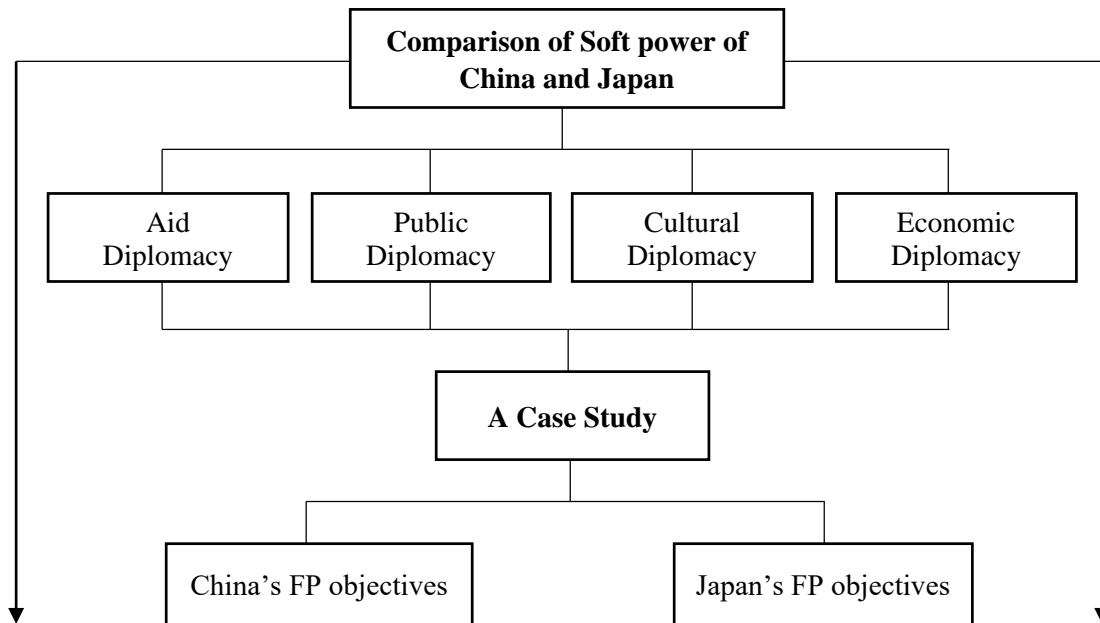 Comparison of Soft power of
China and Japan
Aid
Diplomacy
Public
Diplomacy
Cultural
Diplomacy
Economic
Diplomacy
A Case Study
China’s FP objectives
Japan’s FP objectives